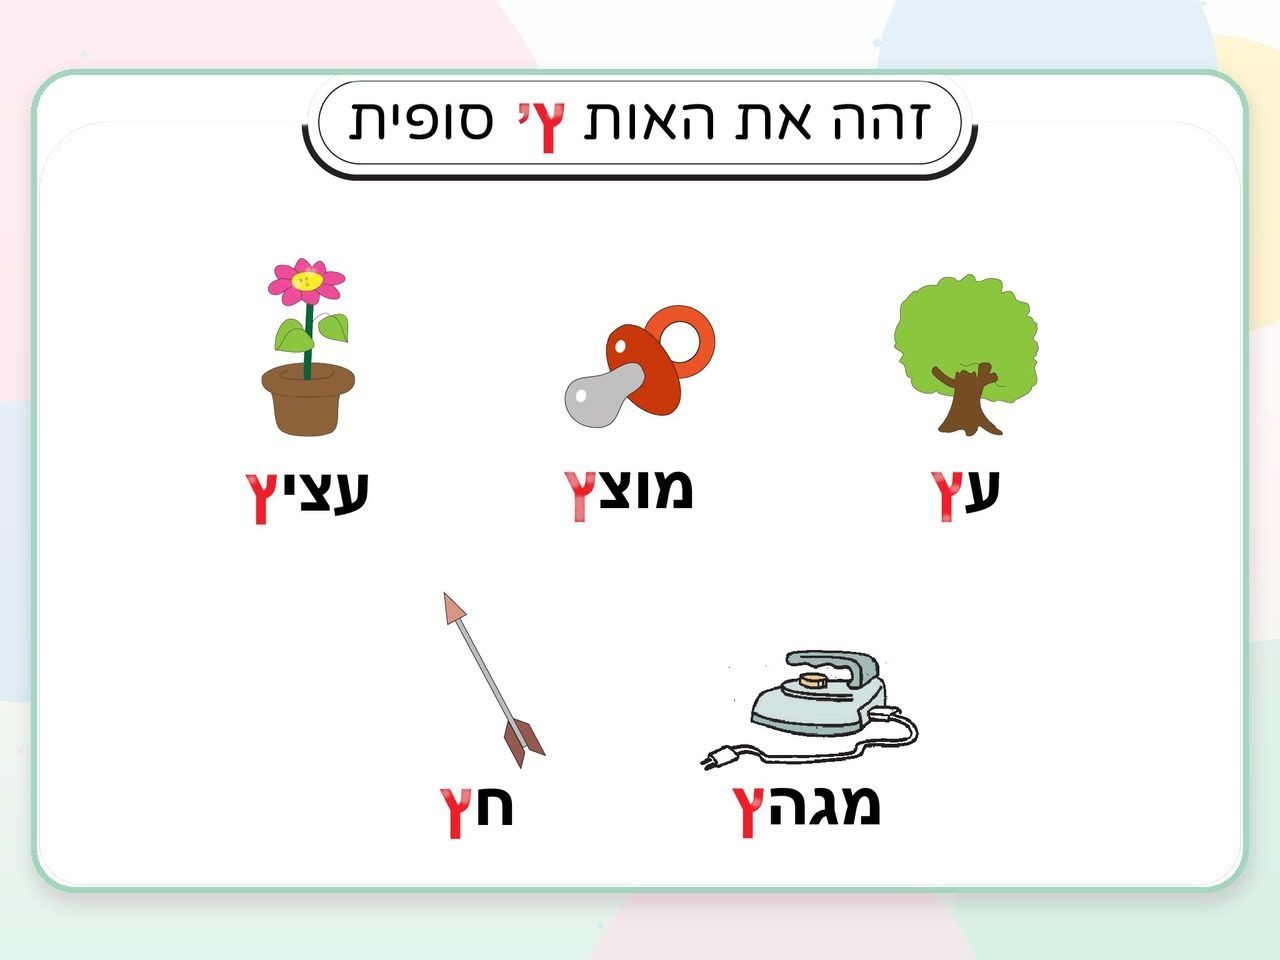 זהה את האות ץ' סופית
עץ
מוצץ
עציץ
מגהץ
חץ